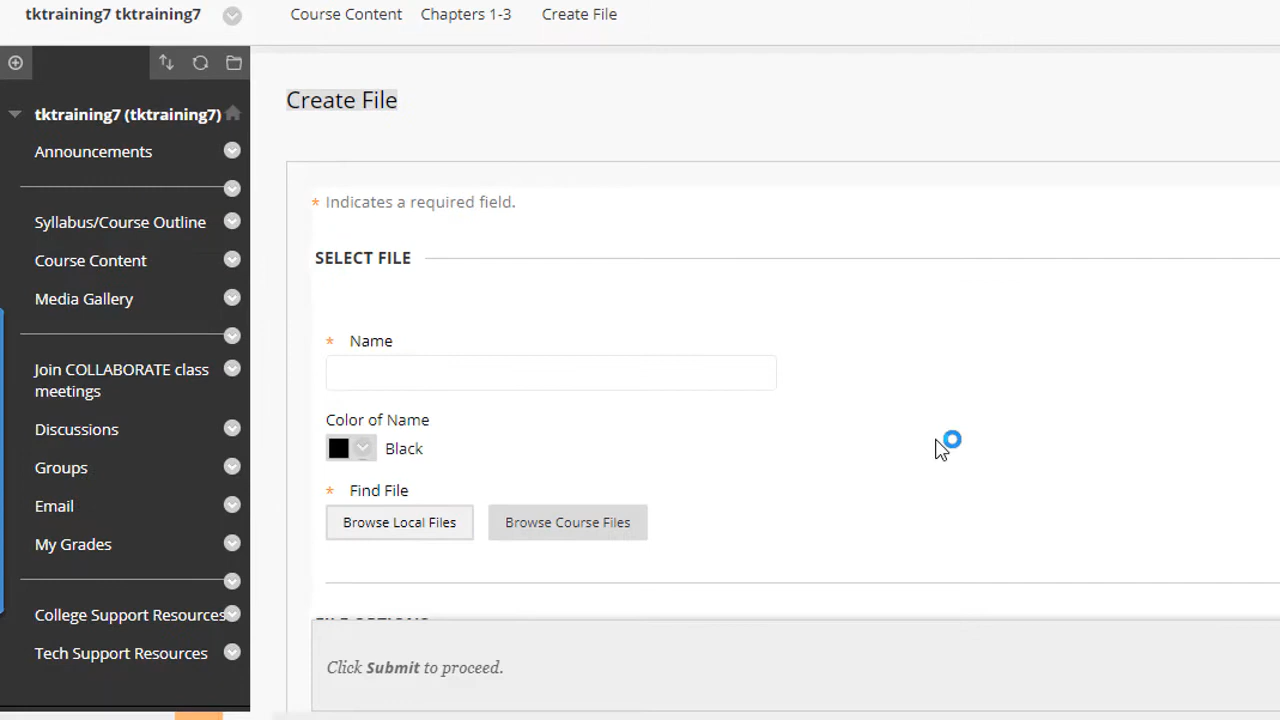 tktraining7 tktraining7
Course Content Chapters 1-3 Create File
tktraining7 (tktraining7)
Announcements
Syllabus/Course Outline
Course Content
Media Gallery
Join COLLABORATE class
meetings
Discussions
Groups
Email
My Grades
College Support Resources
Tech Support Resources
Create File
* Indicates a required field.
SELECT FILE
* Name
Color of Name
Black
* Find File
Browse Local Files Browse Course Files
FILE OPTIONS
Click Submit to proceed.